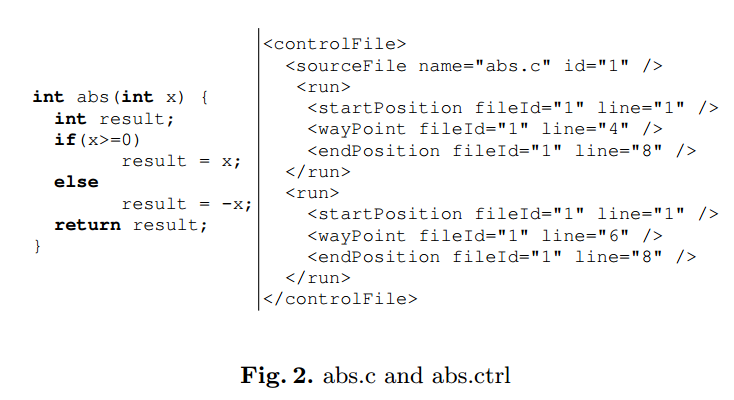 int abs(int x) {
  int result;
  if(x>=0)
        result = x;
  else
        result = -x;
  return result;
}
<controlFile>
  <sourceFile name="abs.c" id="1" />
   <run>
    <startPosition fileId="1" line="1" />
    <wayPoint fileId="1" line="4" />
    <endPosition fileId="1" line="8" />
  </run>
  <run>
    <startPosition fileId="1" line="1" />
    <wayPoint fileId="1" line="6" />
    <endPosition fileId="1" line="8" />
  </run>
</controlFile>
Fig. 2. abs.c and abs.ctrl